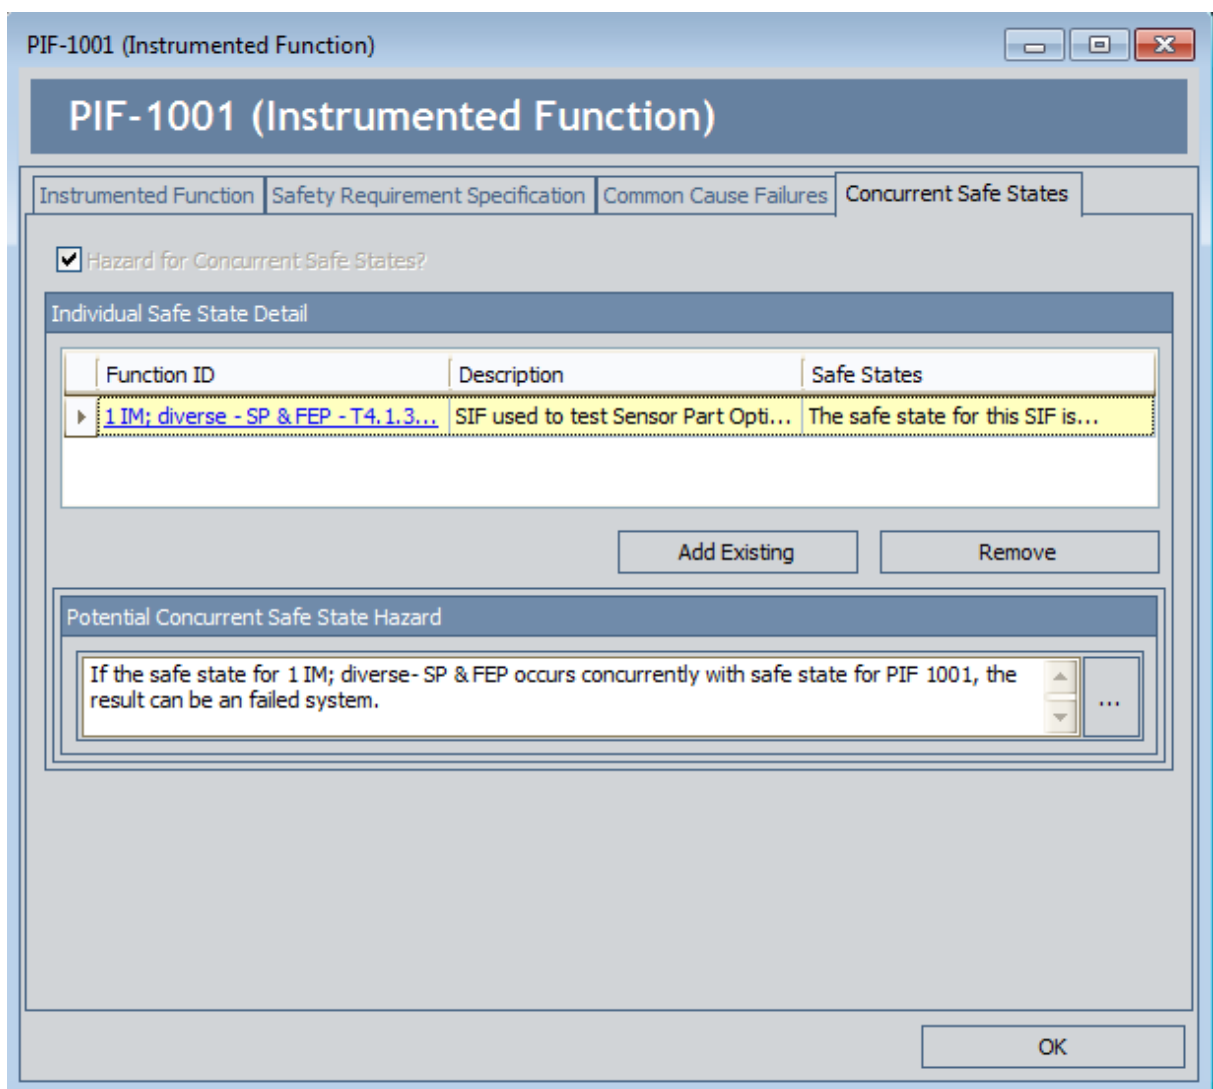 PIF-1001 (Instrumented Function)
PIF-1001 (Instrumented Function)
Instrumented Function Safety Requirement Specification Common Cause Failures Concurrent Safe States
Hazard for Concurrent Safe States?
Individual Safe State Detail
Function ID Description Safe States
1 IM; diverse - SP & FEP - T4.1.3... SIF used to test Sensor Part Opti... The safe state for this SIF is...
Add Existing Remove
Potential Concurrent Safe State Hazard
If the safe state for 1 IM; diverse- SP & FEP occurs concurrently with safe state for PIF 1001, the
result can be an failed system.
...
OK